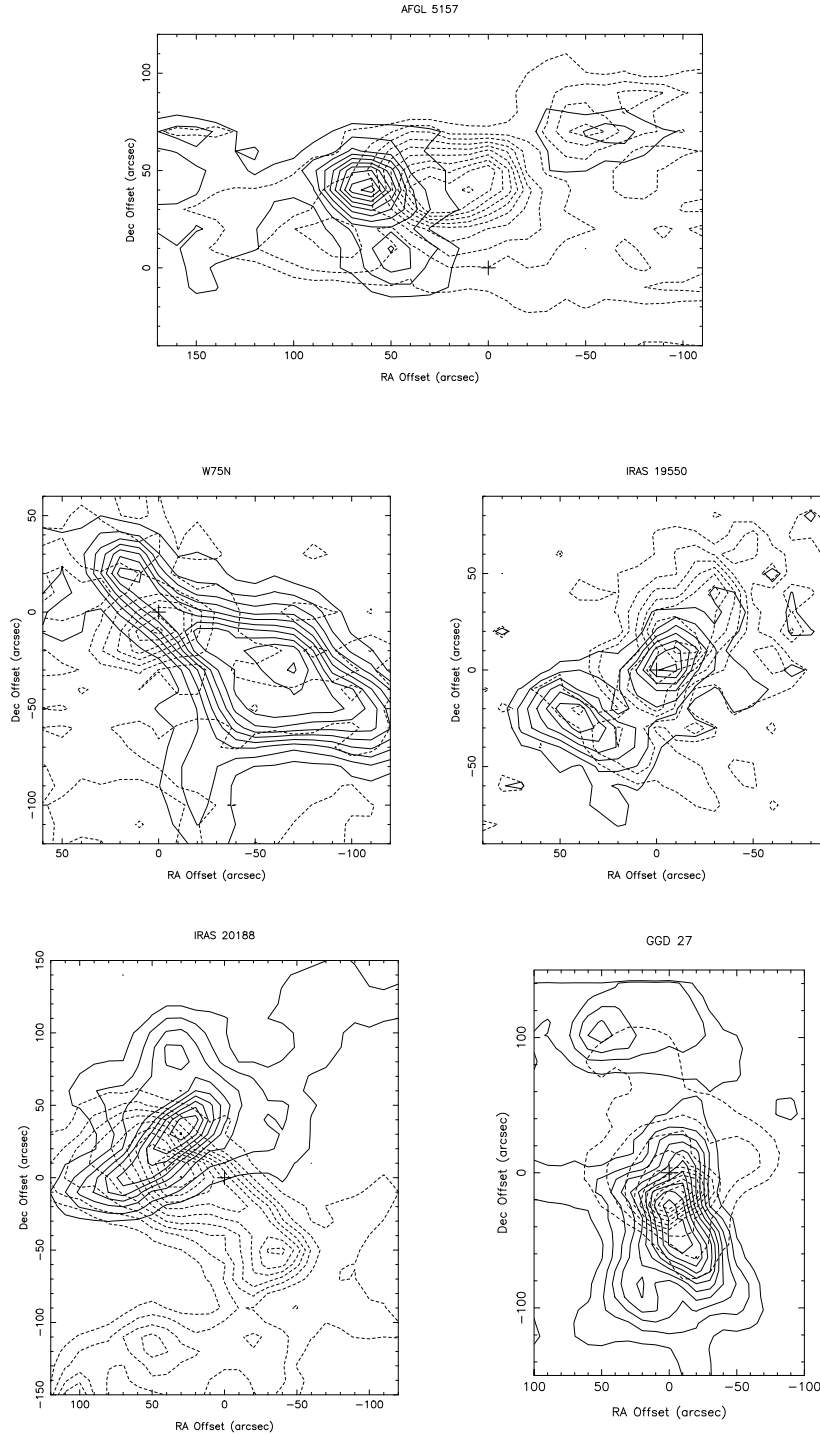 AFGL 5157
100
50
0
Dec Offset (arcsec)
150 100 50 0 −50 −100
RA Offset (arcsec)
W75N
50
0
−50
−100
Dec Offset (arcsec)
50 0 −50 −100
RA Offset (arcsec)
IRAS 19550
50
0
−50
Dec Offset (arcsec)
50 0 −50
RA Offset (arcsec)
IRAS 20188
150
100
50
0
−50
−100
−150
Dec Offset (arcsec)
100 50 0 −50 −100
RA Offset (arcsec)
GGD 27
100
0
−100
Dec Offset (arcsec)
100 50 0 −50 −100
RA Offset (arcsec)